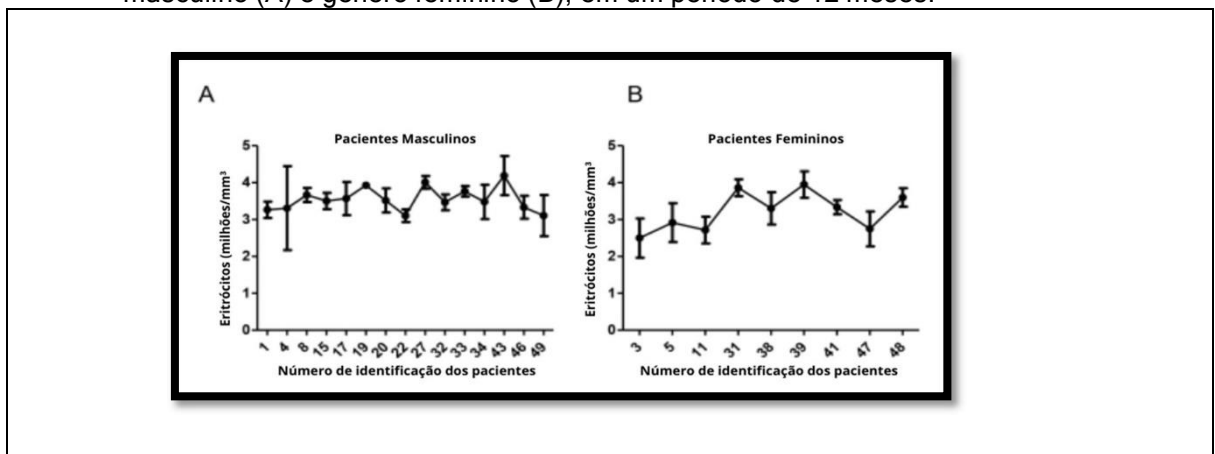 masculino (A) e gênero feminino (B), em um período de 12 meses.
A
Pacientes Masculinos
Eritrócitos (milhões/mm³
5
4
3
2
1
0
1 4 8 15 17 19 20 22 27 32 33 34 43 46 49
Número de identificação dos pacientes
B
Pacientes Femininos
Eritrócitos (milhões/mm³
5
4
3
2
1
0
3 5 11 31 38 39 41 47 48
Número de identificação dos pacientes